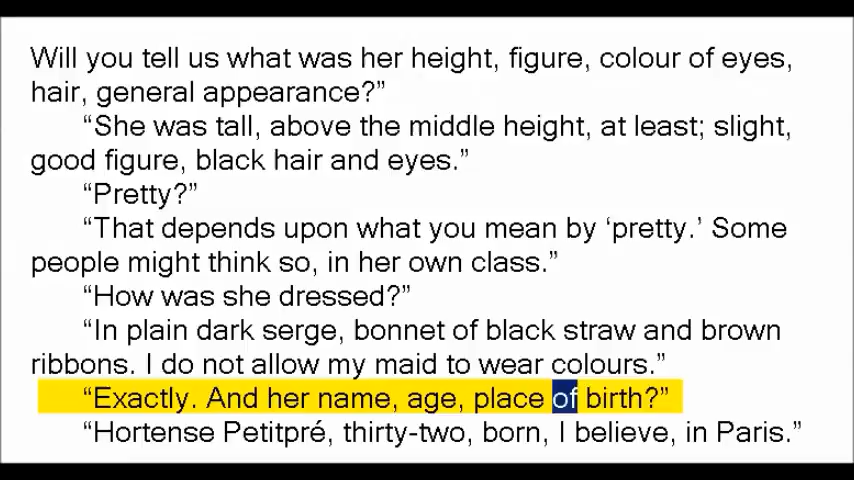 Will you tell us what was her height, figure, colour of eyes,
hair, general appearance?”
“She was tall, above the middle height, at least; slight,
good figure, black hair and eyes.”
“Pretty?”
“That depends upon what you mean by ‘pretty.’ Some
people might think so, in her own class.”
“How was she dressed?”
“In plain dark serge, bonnet of black straw and brown
ribbons. I do not allow my maid to wear colours.”
“Exactly. And her name, age, place of birth?”
“Hortense Petitpré, thirty-two, born, I believe, in Paris.”